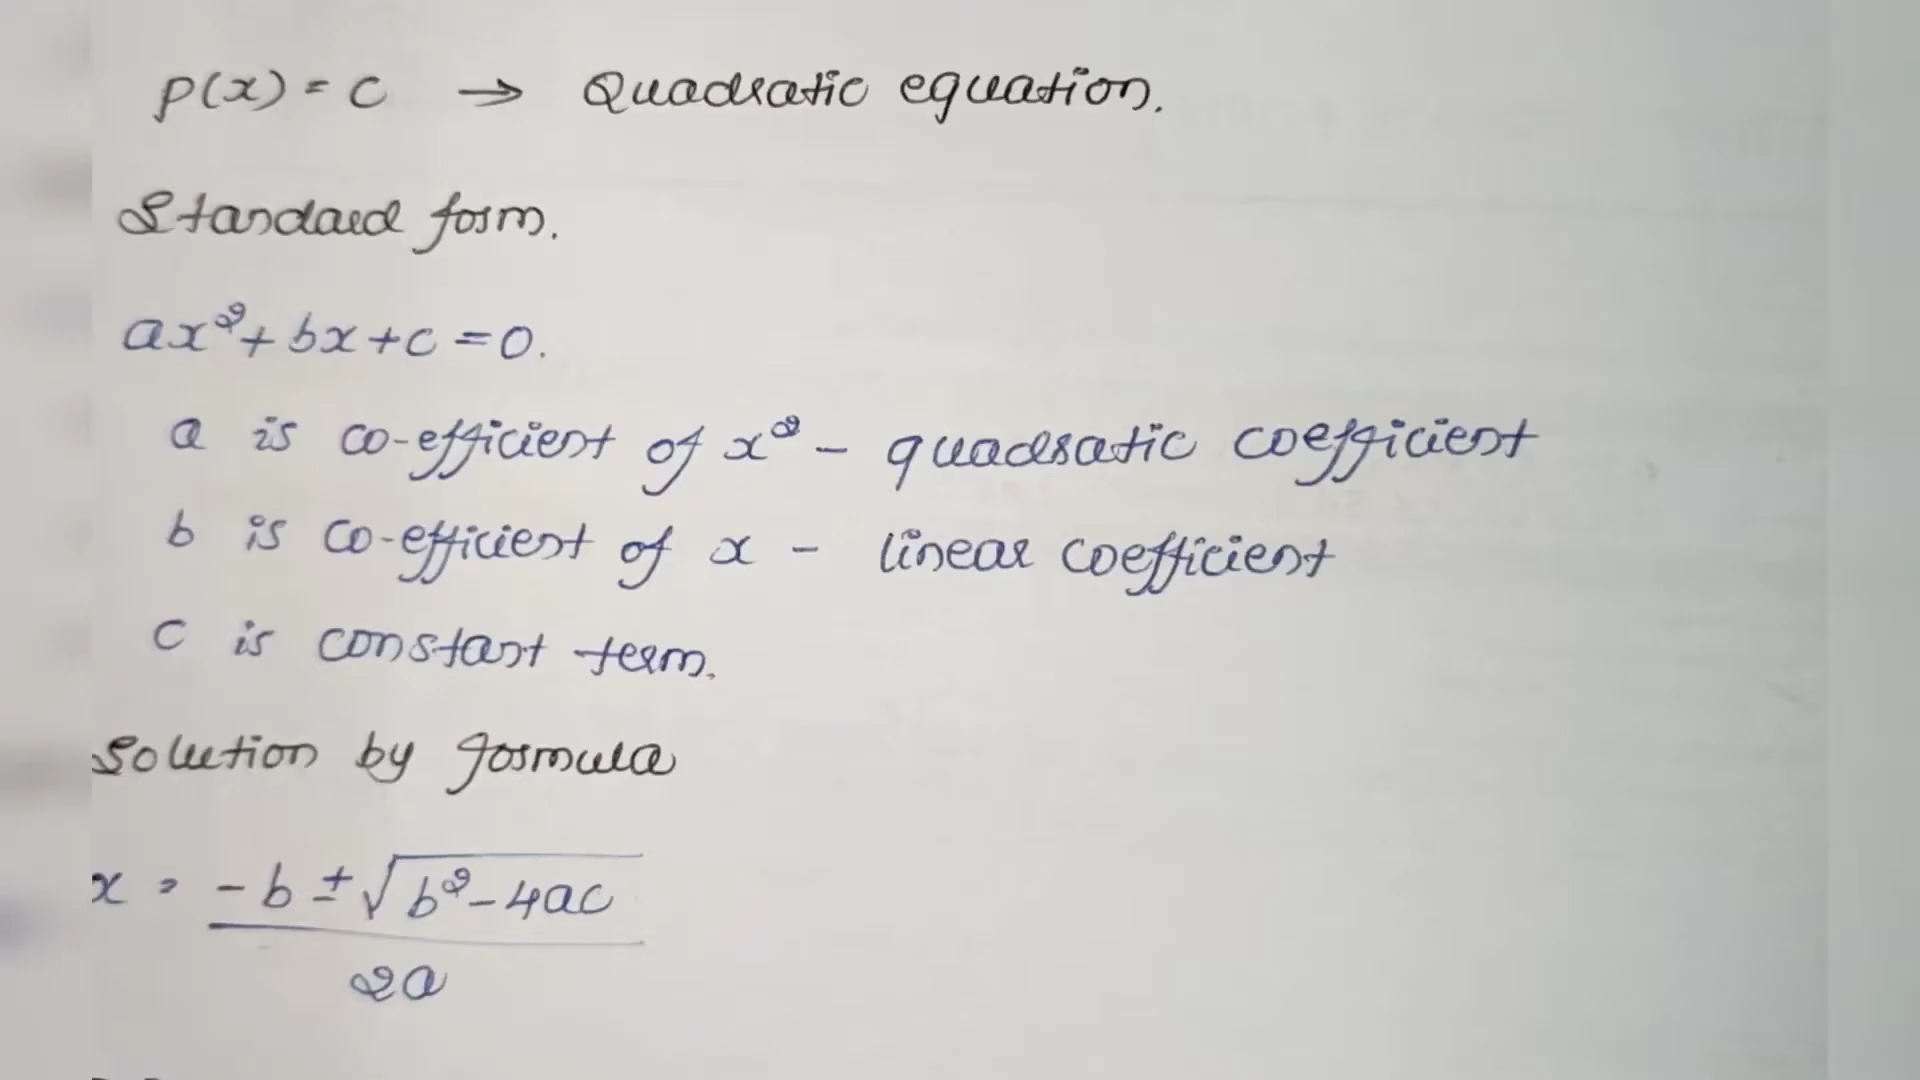 p(x) = c → Quadratic equation.
Standard form.
ax² + bx + c = 0.
a is co-efficient of x² - quadratic coefficient
b is co-efficient of x - linear coefficient
c is constant term.
Solution by formula
x = -b ± √b² - 4ac
2a